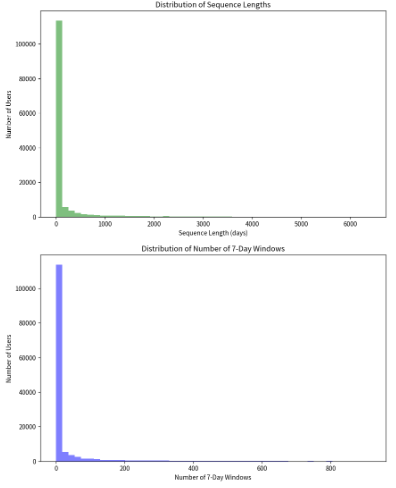 Distribution of Sequence Lengths
Number of Users
100000
80000
60000
40000
20000
0
0 1000 2000 3000 4000 5000 6000
Sequence Length (days)
Distribution of Number of 7-Day Windows
Number of Users
100000
80000
60000
40000
20000
0
0 200 400 600 800
Number of 7-Day Windows